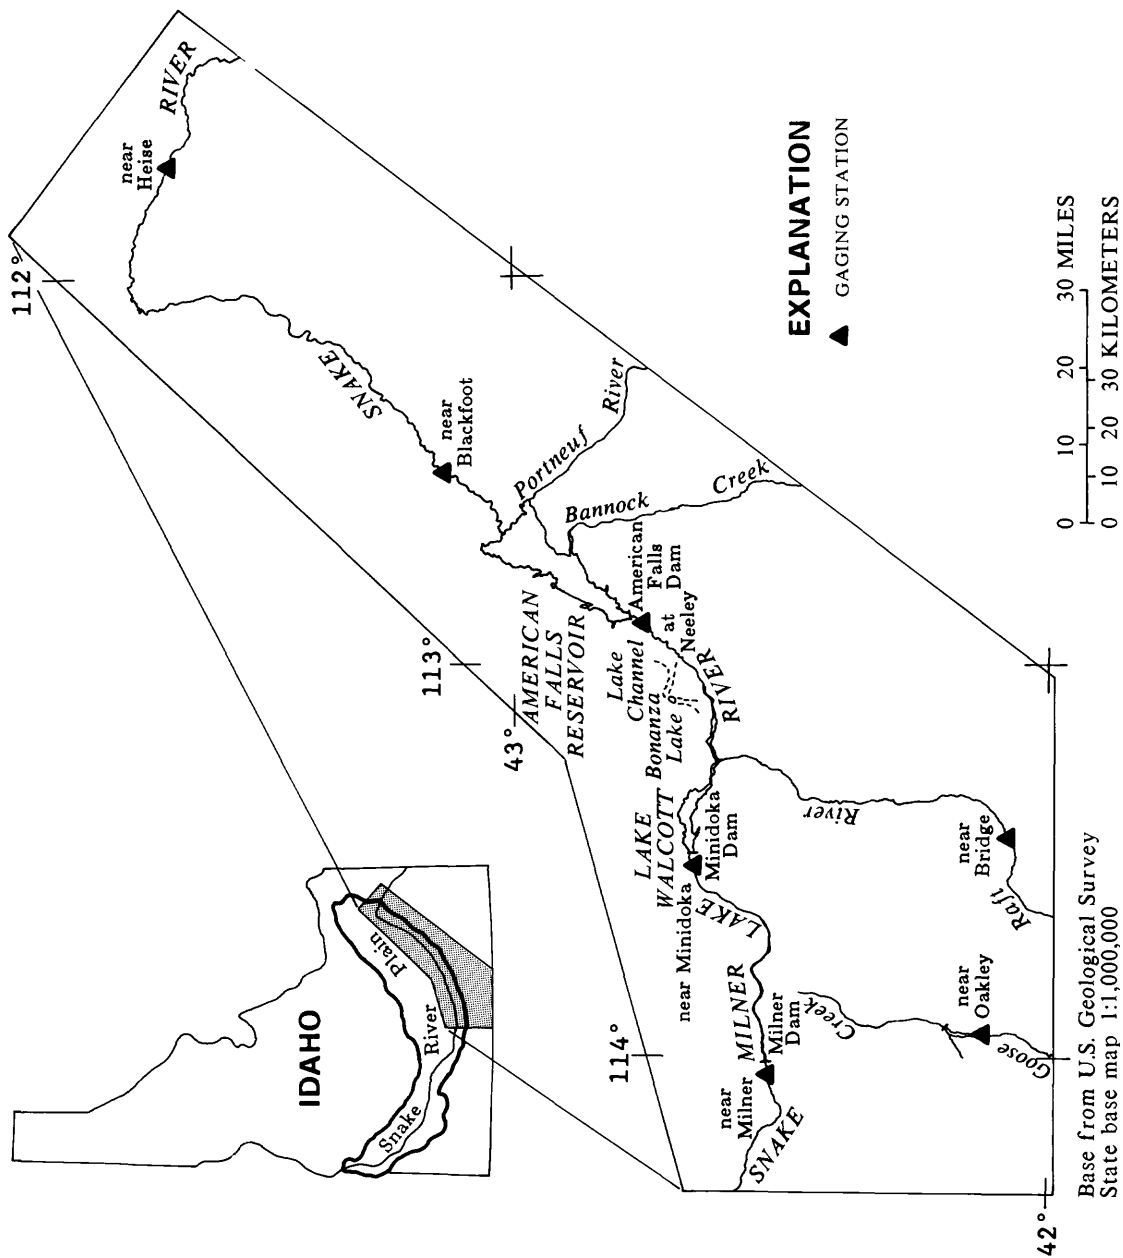 IDAHO
Snake
River
Plain
112°
113°
43°
114°
42°
RIVER
near
Heise
SNAKE
near
Blackfoot
Portneuf
River
Bannock
Creek
AMERICAN
FALLS
RESERVOIR
American
Falls
Dam
at
Neeley
Lake
Channel
Bonanza
Lake
RIVER
LAKE
WALCOTT
Minidoka
Dam
near Minidoka
MILNER
LAKE
Milner
Dam
near
Milner
SNAKE
Raft
River
near
Bridge
Goose
Creek
near
Oakley
EXPLANATION
GAGING STATION
0 10 20 30 MILES
0 10 20 30 KILOMETERS
Base from U.S. Geological Survey
State base map 1:1,000,000